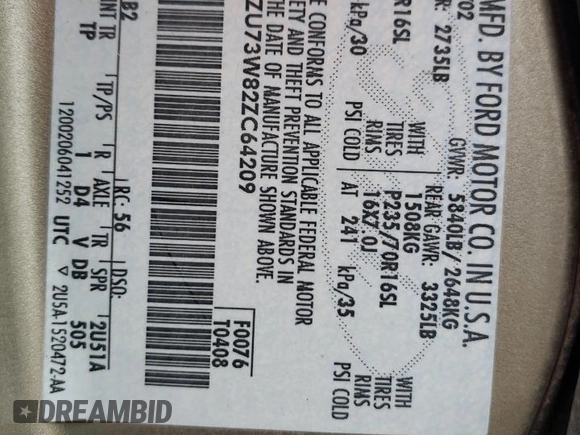 MFD. BY FORD MOTOR CO. IN U.S.A.
/02 GVWR: 5840LB/2648KG
R: 2735LB REAR GAWR: 3325LB
WITH 1508KG WITH
R16SL TIRES P235/70R16SL TIRES
RIMS 16X7.0J RIMS
kPa/30 PSI COLD AT 241 kPa/35 PSI COLD
E CONFORMS TO ALL APPLICABLE FEDERAL MOTOR
ETY AND THEFT PREVENTION STANDARDS IN
THE DATE OF MANUFACTURE SHOWN ABOVE.
ZU73W82ZC64209
F0076
T0408
B2 RC: 56 DSO:
INT TR TP/PS R AXLE TR SPR 2U51A
TP 1 D4 V DB 505
1200206041252 UTC ▽ 2U5A-1520472-AA
DREAMBID